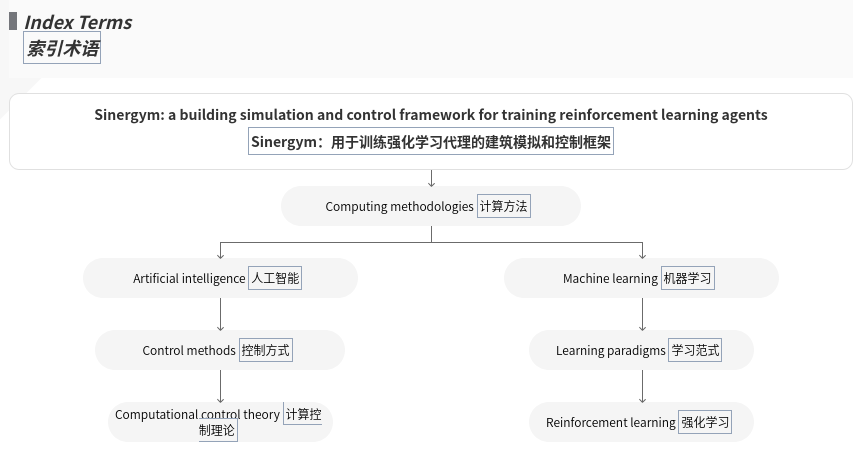 Index Terms
索引术语
Sinergym: a building simulation and control framework for training reinforcement learning agents
Sinergym：用于训练强化学习代理的建筑模拟和控制框架
Computing methodologies 计算方法
Artificial intelligence 人工智能
Machine learning 机器学习
Control methods 控制方式
Learning paradigms 学习范式
Computational control theory 计算控
制理论
Reinforcement learning 强化学习